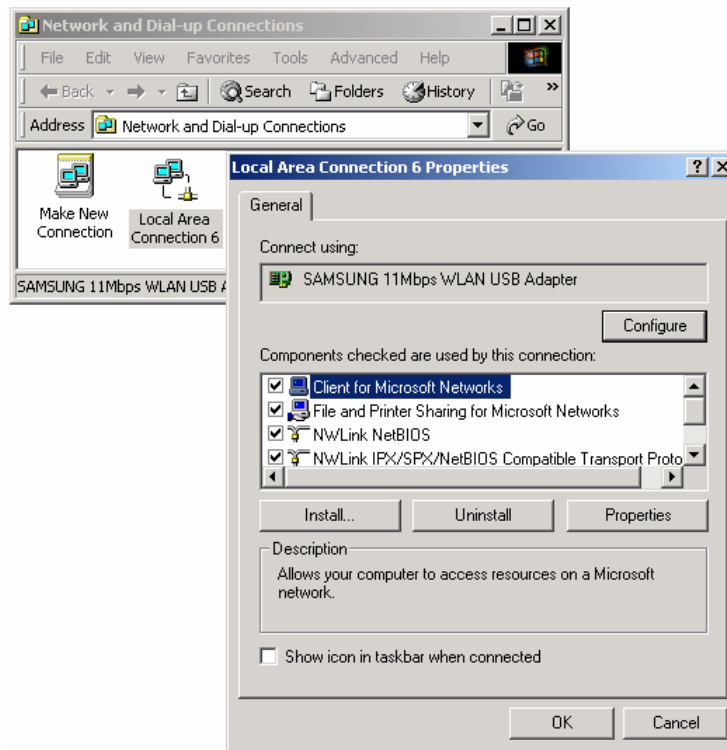 Network and Dial-up Connections
File Edit View Favorites Tools Advanced Help
Back Search Folders History »
Address Network and Dial-up Connections Go
Make New
Connection
Local Area
Connection 6
SAMSUNG 11Mbps WLAN USB A
Local Area Connection 6 Properties
General
Connect using:
SAMSUNG 11Mbps WLAN USB Adapter
Configure
Components checked are used by this connection:
Client for Microsoft Networks
File and Printer Sharing for Microsoft Networks
NWLink NetBIOS
NWLink IPX/SPX/NetBIOS Compatible Transport Proto
Install... Uninstall Properties
Description
Allows your computer to access resources on a Microsoft
network.
Show icon in taskbar when connected
OK Cancel